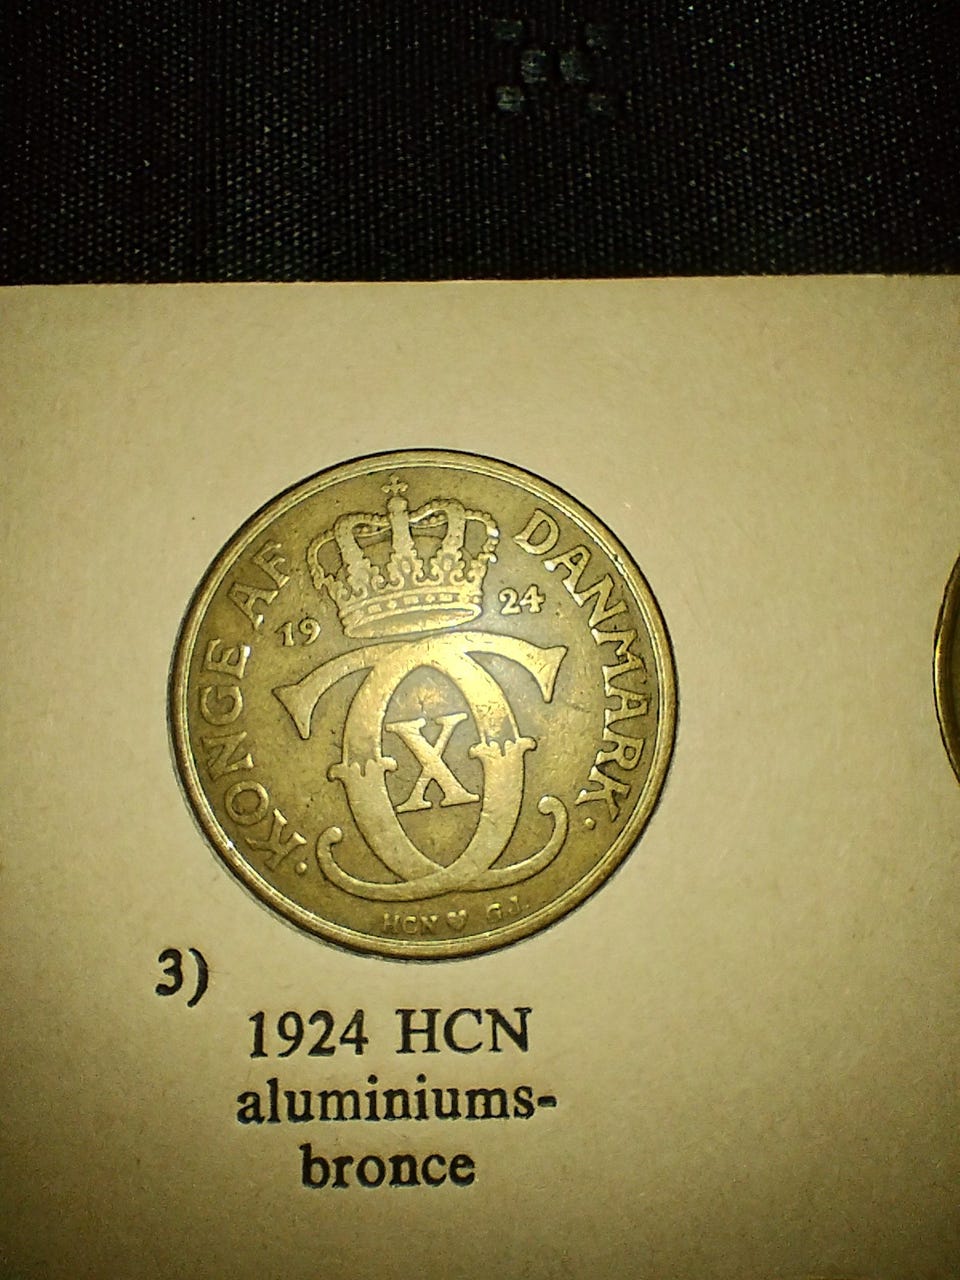 KONGE AF DANMARK
19 24
X
HCN ♥ GJ.
3)
1924 HCN
aluminiums-
bronce